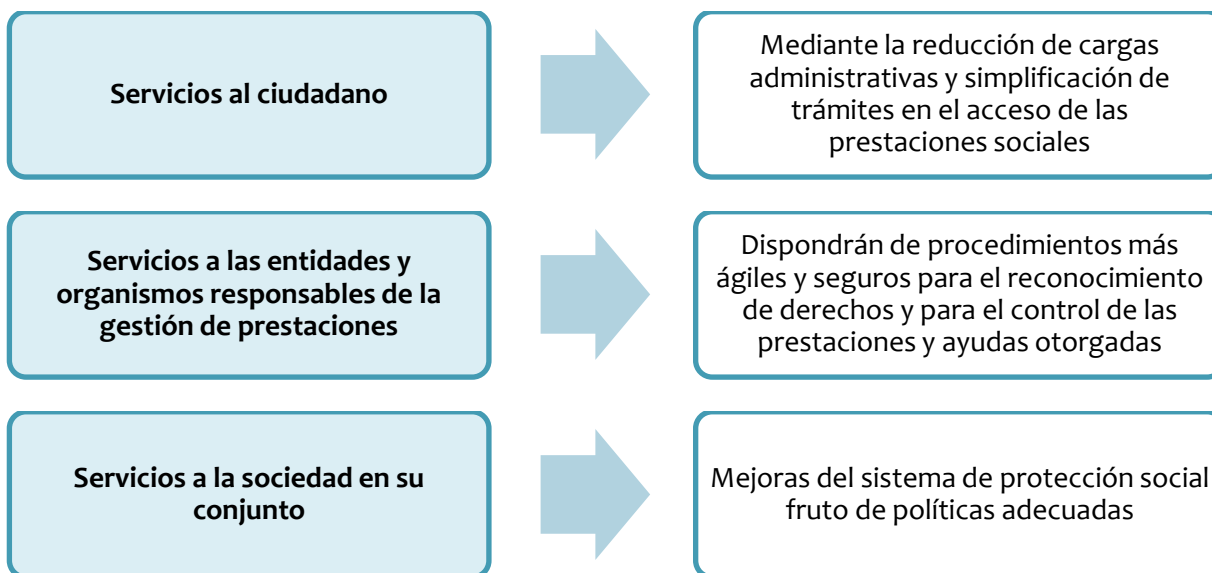 Servicios al ciudadano
Mediante la reducción de cargas
administrativas y simplificación de
trámites en el acceso de las
prestaciones sociales
Servicios a las entidades y
organismos responsables de la
gestión de prestaciones
Dispondrán de procedimientos más
ágiles y seguros para el reconocimiento
de derechos y para el control de las
prestaciones y ayudas otorgadas
Servicios a la sociedad en su
conjunto
Mejoras del sistema de protección social
fruto de políticas adecuadas